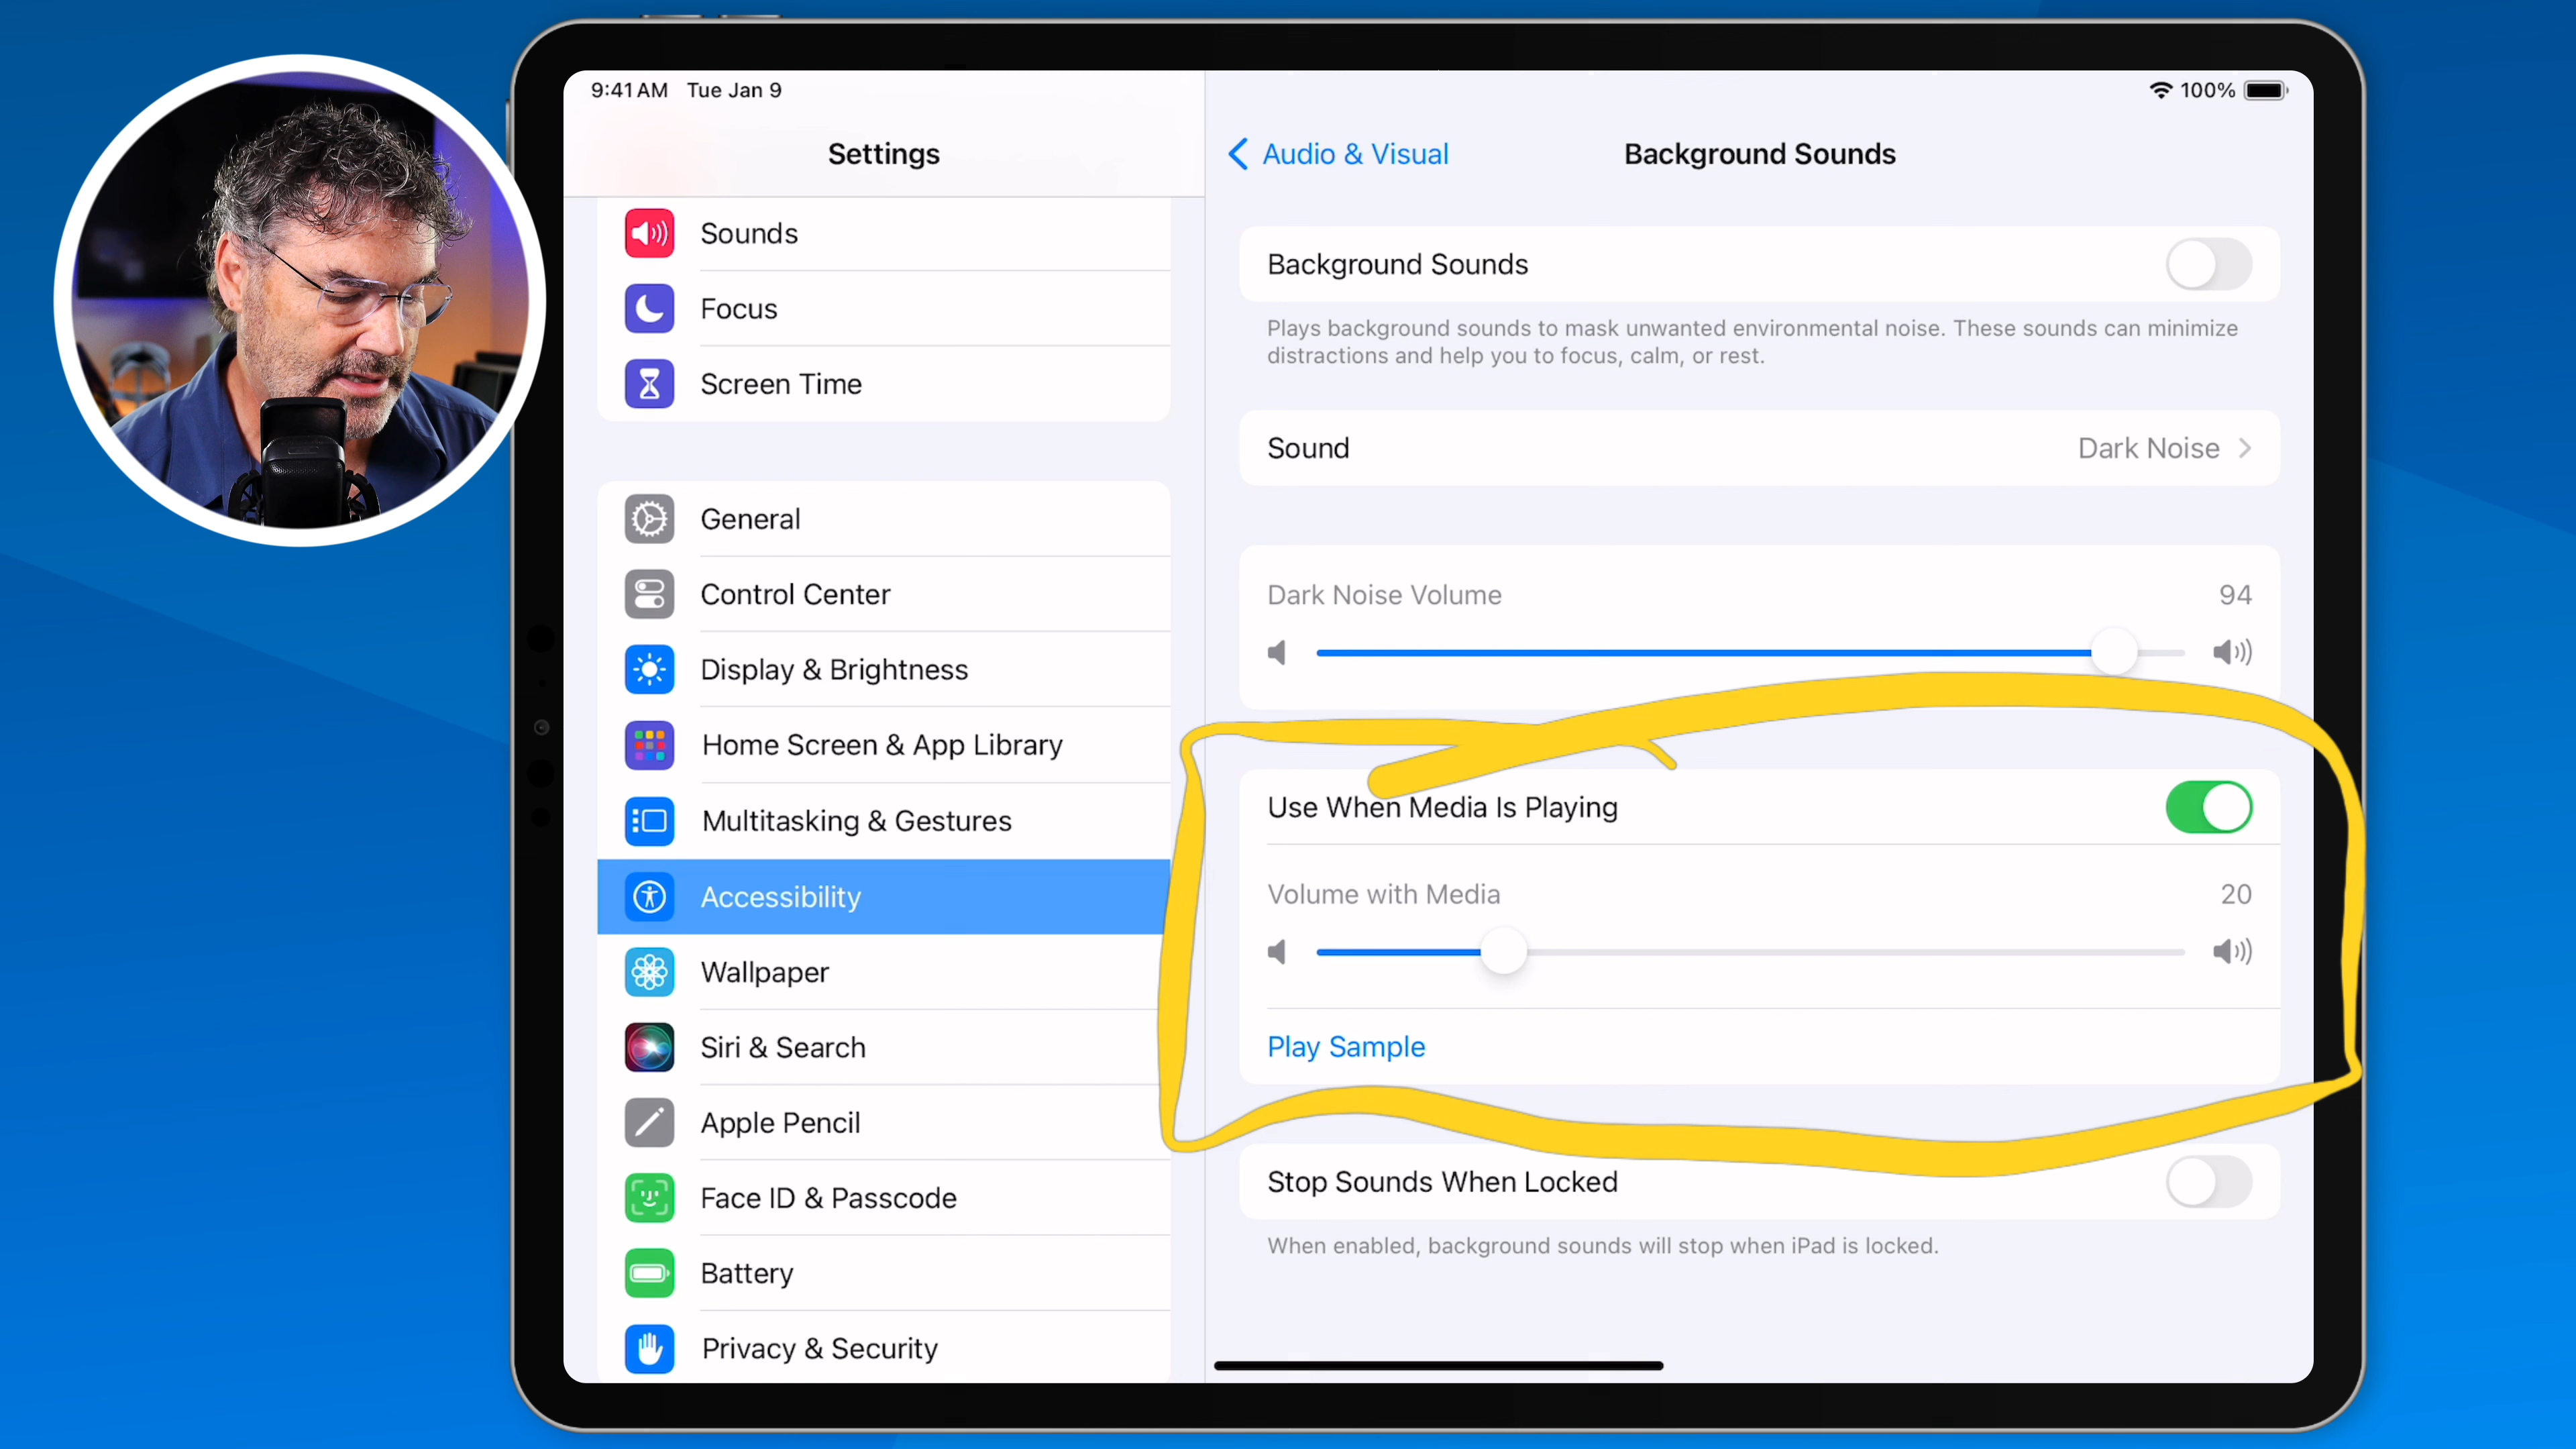 9:41 AM Tue Jan 9
100%
Settings
Sounds
Focus
Screen Time
General
Control Center
Display & Brightness
Home Screen & App Library
Multitasking & Gestures
Accessibility
Wallpaper
Siri & Search
Apple Pencil
Face ID & Passcode
Battery
Privacy & Security
Audio & Visual
Background Sounds
Background Sounds
Plays background sounds to mask unwanted environmental noise. These sounds can minimize
distractions and help you to focus, calm, or rest.
Sound Dark Noise
Dark Noise Volume 94
Use When Media Is Playing
Volume with Media 20
Play Sample
Stop Sounds When Locked
When enabled, background sounds will stop when iPad is locked.